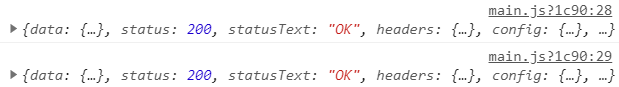 main.js?1c90:28
▶{data: {…}, status: 200, statusText: "OK", headers: {…}, config: {…}, …}
main.js?1c90:29
▶{data: {…}, status: 200, statusText: "OK", headers: {…}, config: {…}, …}